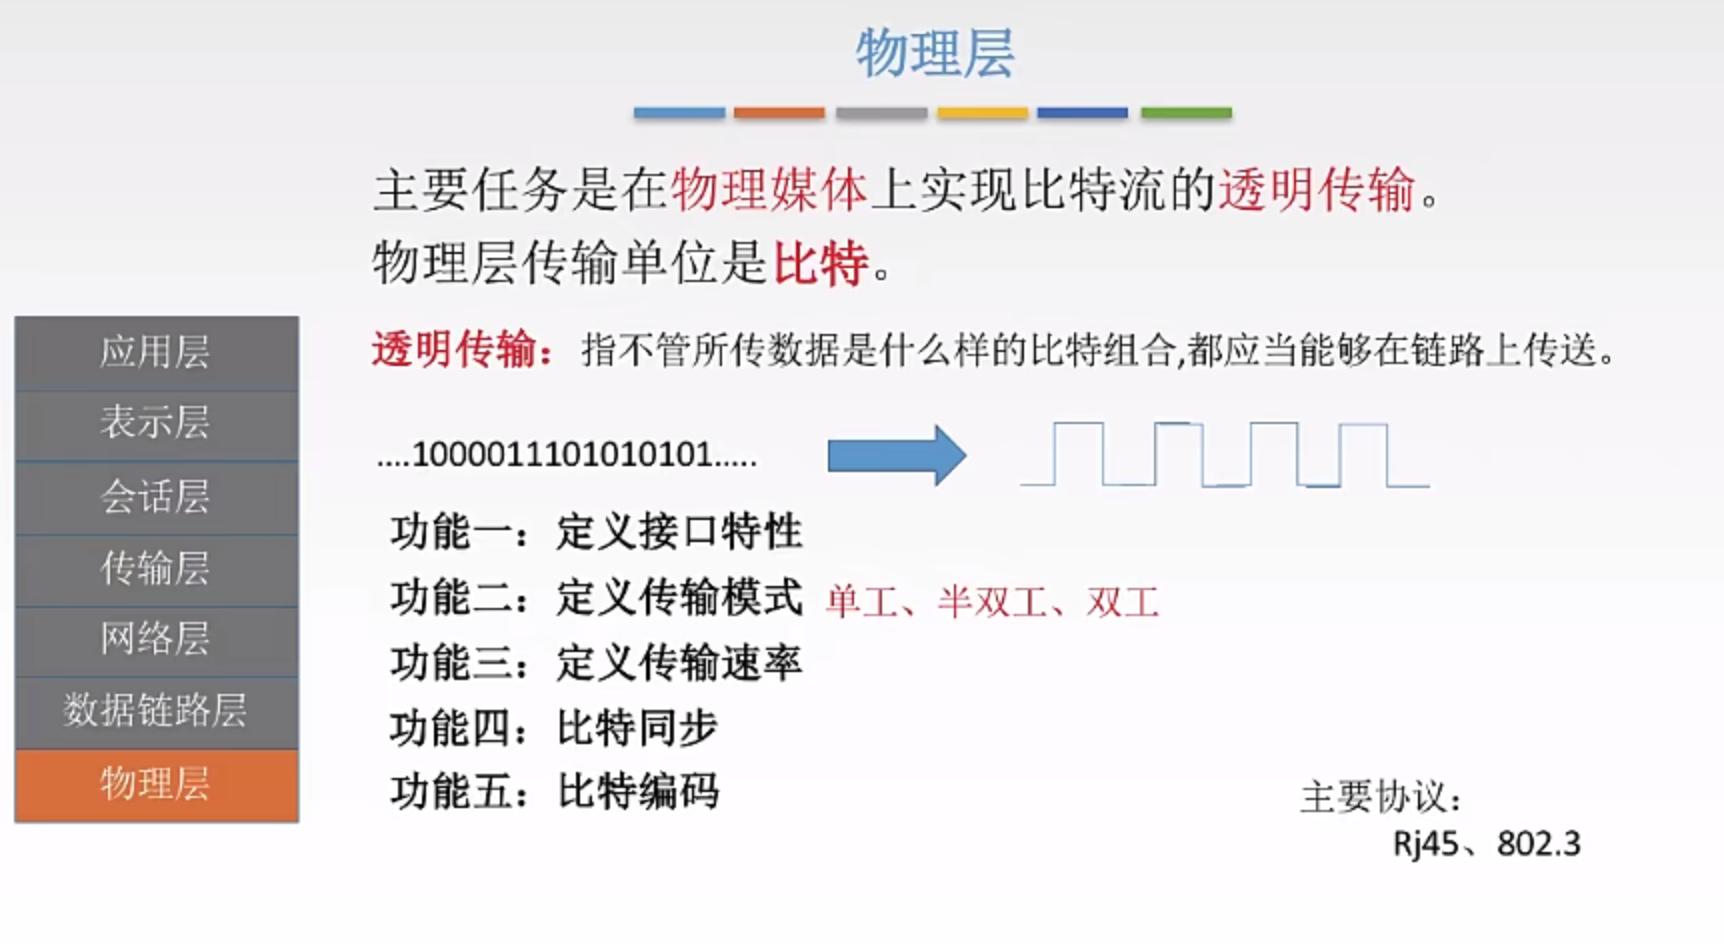 物理层
主要任务是在物理媒体上实现比特流的透明传输。
物理层传输单位是比特。
透明传输：指不管所传数据是什么样的比特组合,都应当能够在链路上传送。
....1000011101010101.....
功能一：定义接口特性
功能二：定义传输模式 单工、半双工、双工
功能三：定义传输速率
功能四：比特同步
功能五：比特编码
应用层
表示层
会话层
传输层
网络层
数据链路层
物理层
主要协议：
Rj45、802.3